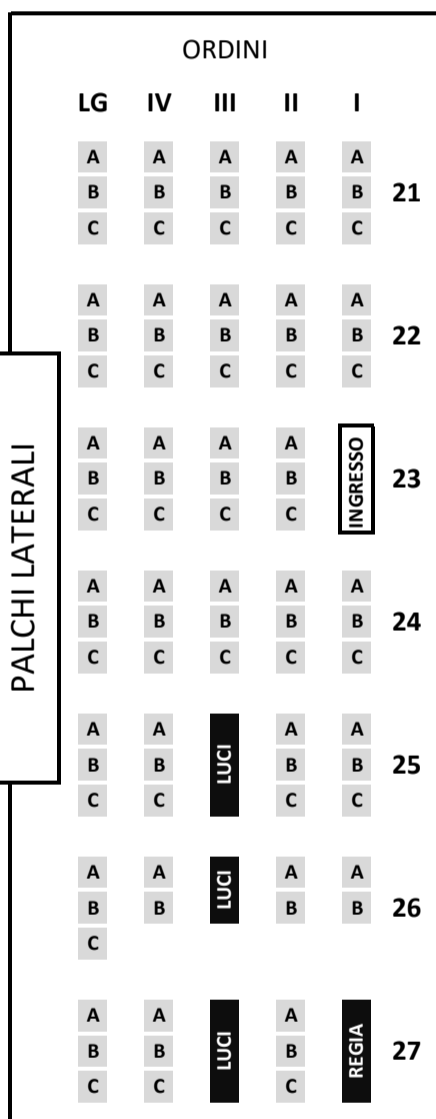 ORDINI
LG IV III II I
A A A A A
B B B B B 21
C C C C C
A A A A A
B B B B B 22
C C C C C
PALCHI LATERALI
A A A A
B B B B INGRESSO 23
C C C C
A A A A A
B B B B B 24
C C C C C
A A A A
B B LUCI B B 25
C C C C
A A A A
B B LUCI B B 26
C
A A A
B B LUCI B REGIA 27
C C C